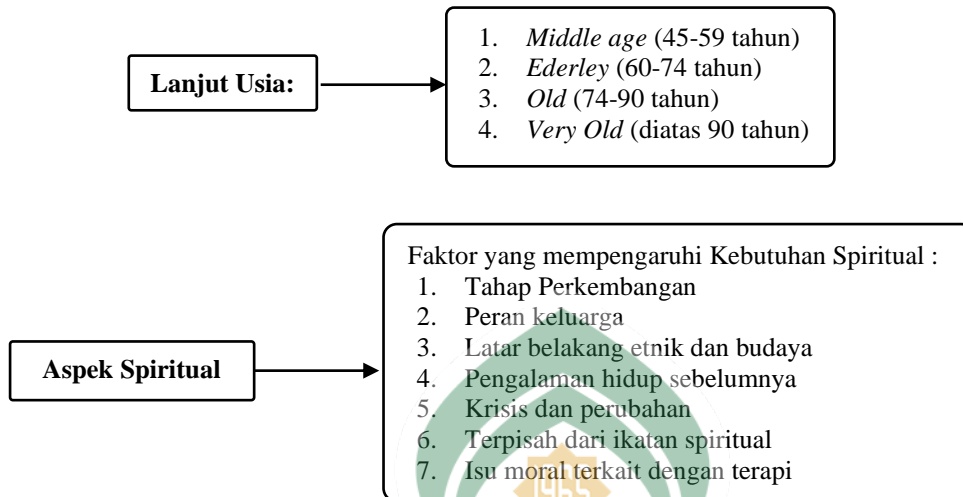 Lanjut Usia:
1. Middle age (45-59 tahun)
2. Ederley (60-74 tahun)
3. Old (74-90 tahun)
4. Very Old (diatas 90 tahun)
Aspek Spiritual
Faktor yang mempengaruhi Kebutuhan Spiritual :
1. Tahap Perkembangan
2. Peran keluarga
3. Latar belakang etnik dan budaya
4. Pengalaman hidup sebelumnya
5. Krisis dan perubahan
6. Terpisah dari ikatan spiritual
7. Isu moral terkait dengan terapi
1965